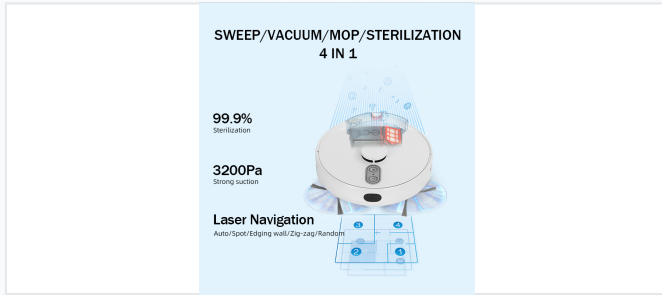 SWEEP/VACUUM/MOP/STERILIZATION
4 IN 1
99.9%
Sterilization
3200Pa
Strong suction
Laser Navigation
Auto/Spot/Edging wall/Zig-zag/Random
3
4
2
1